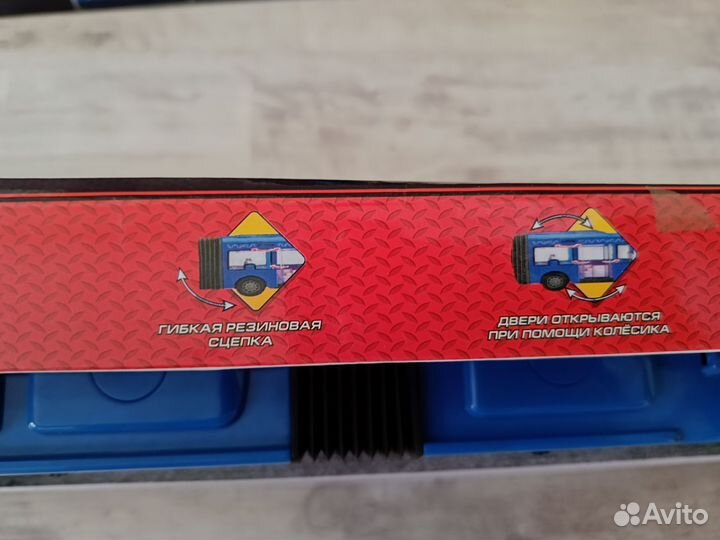 ГИБКАЯ РЕЗИНОВАЯ
СЦЕПКА
ДВЕРИ ОТКРЫВАЮТСЯ
ПРИ ПОМОЩИ КОЛЁСИКА
Avito